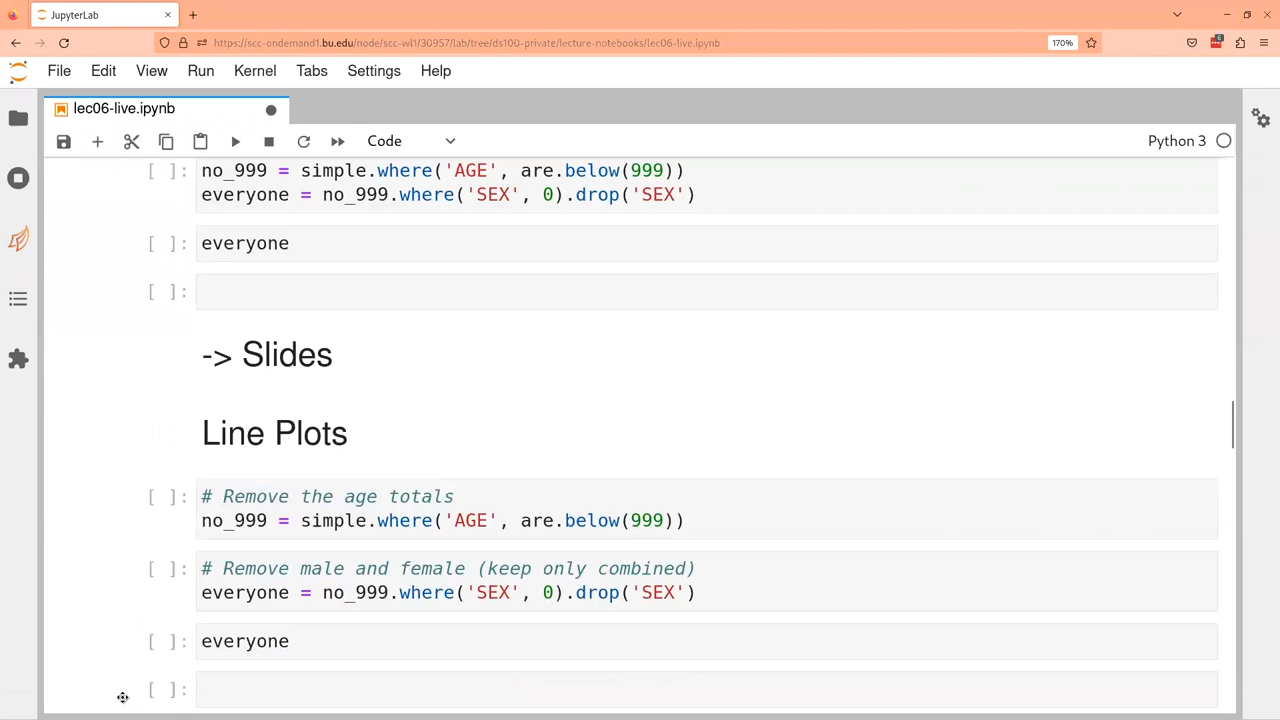 JupyterLab
https://scc-ondemand1.bu.edu/node/scc-wl1/30957/lab/tree/ds100-private/lecture-notebooks/lec06-live.ipynb
170%
6
File Edit View Run Kernel Tabs Settings Help
lec06-live.ipynb
Code
Python 3
[ ]: no_999 = simple.where('AGE', are.below(999))
everyone = no_999.where('SEX', 0).drop('SEX')
[ ]: everyone
[ ]:
-> Slides
Line Plots
[ ]: # Remove the age totals
no_999 = simple.where('AGE', are.below(999))
[ ]: # Remove male and female (keep only combined)
everyone = no_999.where('SEX', 0).drop('SEX')
[ ]: everyone
[ ]: